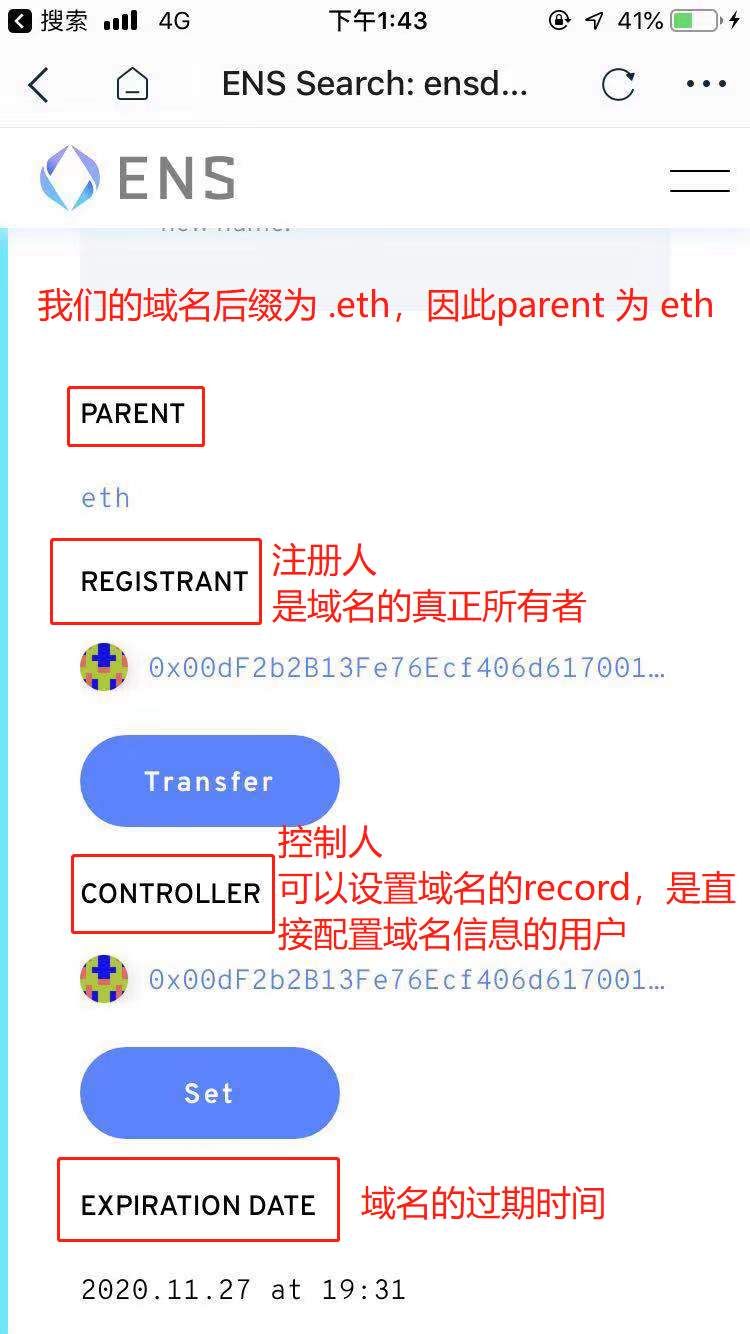 搜索 4G 下午1:43 41%
ENS Search: ensd...
ENS
new name.
我们的域名后缀为 .eth，因此parent 为 eth
PARENT
eth
REGISTRANT
注册人
是域名的真正所有者
0x00dF2b2B13Fe76Ecf406d617001...
Transfer
控制人
CONTROLLER
可以设置域名的record，是直
接配置域名信息的用户
0x00dF2b2B13Fe76Ecf406d617001...
Set
EXPIRATION DATE
域名的过期时间
2020.11.27 at 19:31